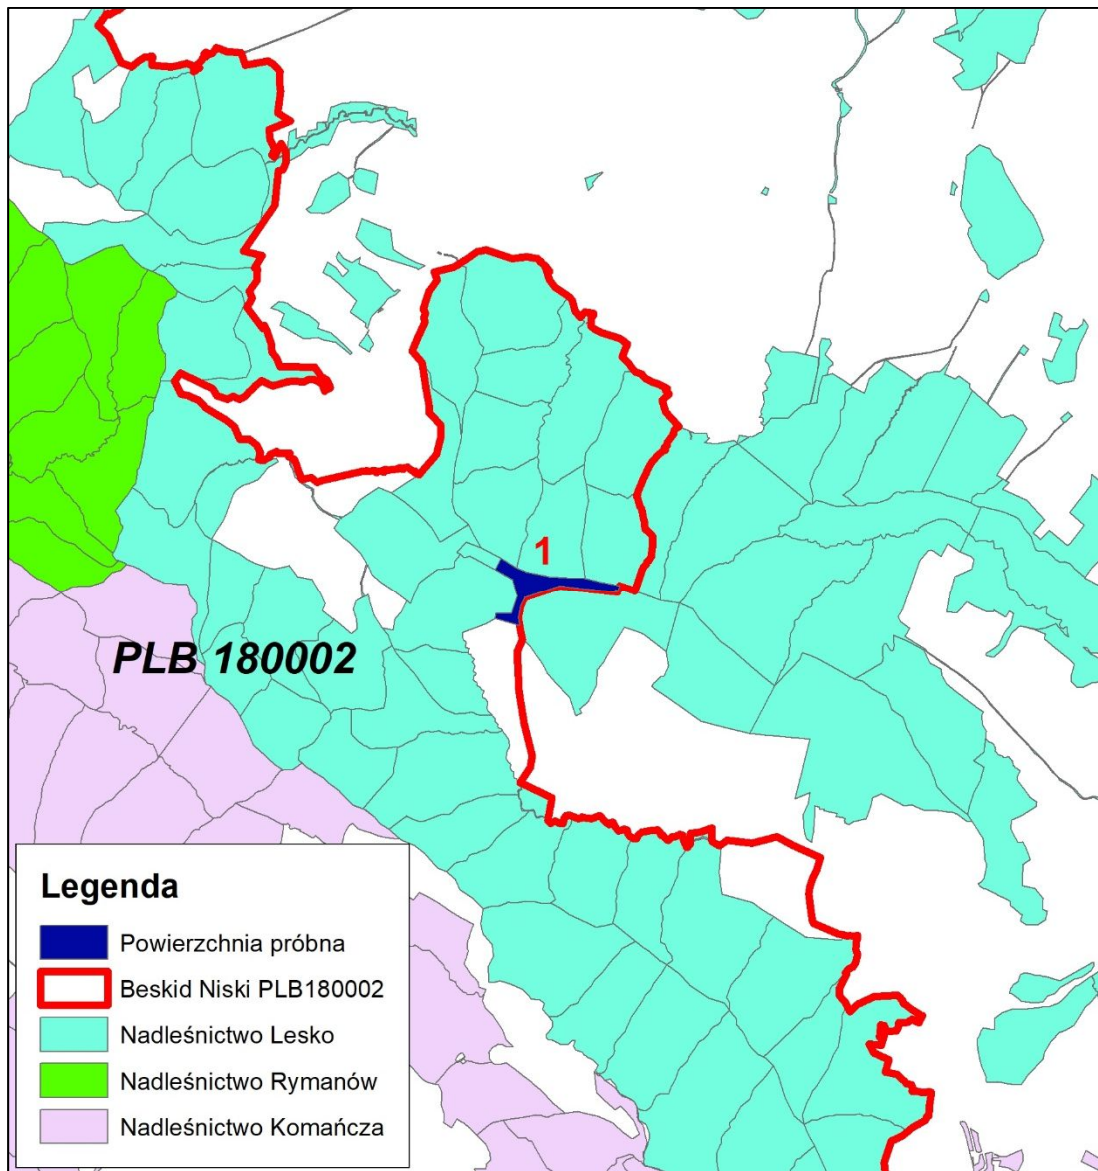 1
PLB 180002
Legenda
Powierzchnia próbna
Beskid Niski PLB180002
Nadleśnictwo Lesko
Nadleśnictwo Rymanów
Nadleśnictwo Komańcza